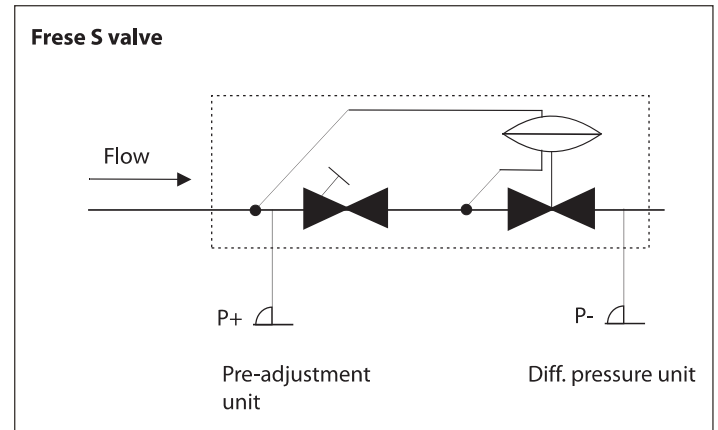 Frese S valve
Flow
P+
P-
Pre-adjustment
unit
Diff. pressure unit